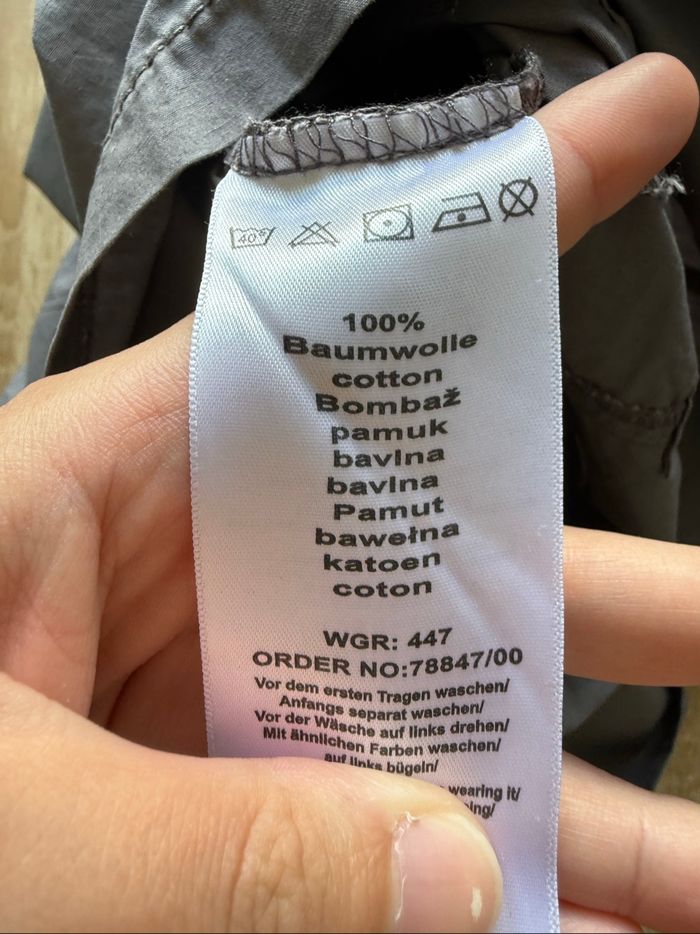 40°
100%
Baumwolle
cotton
Bombaž
pamuk
bavlna
bavlna
Pamut
bawełna
katoen
coton
WGR: 447
ORDER NO:78847/00
Vor dem ersten Tragen waschen/
Anfangs separat waschen/
Vor der Wäsche auf links drehen/
Mit ähnlichen Farben waschen/
auf links bügeln/
wearing it/